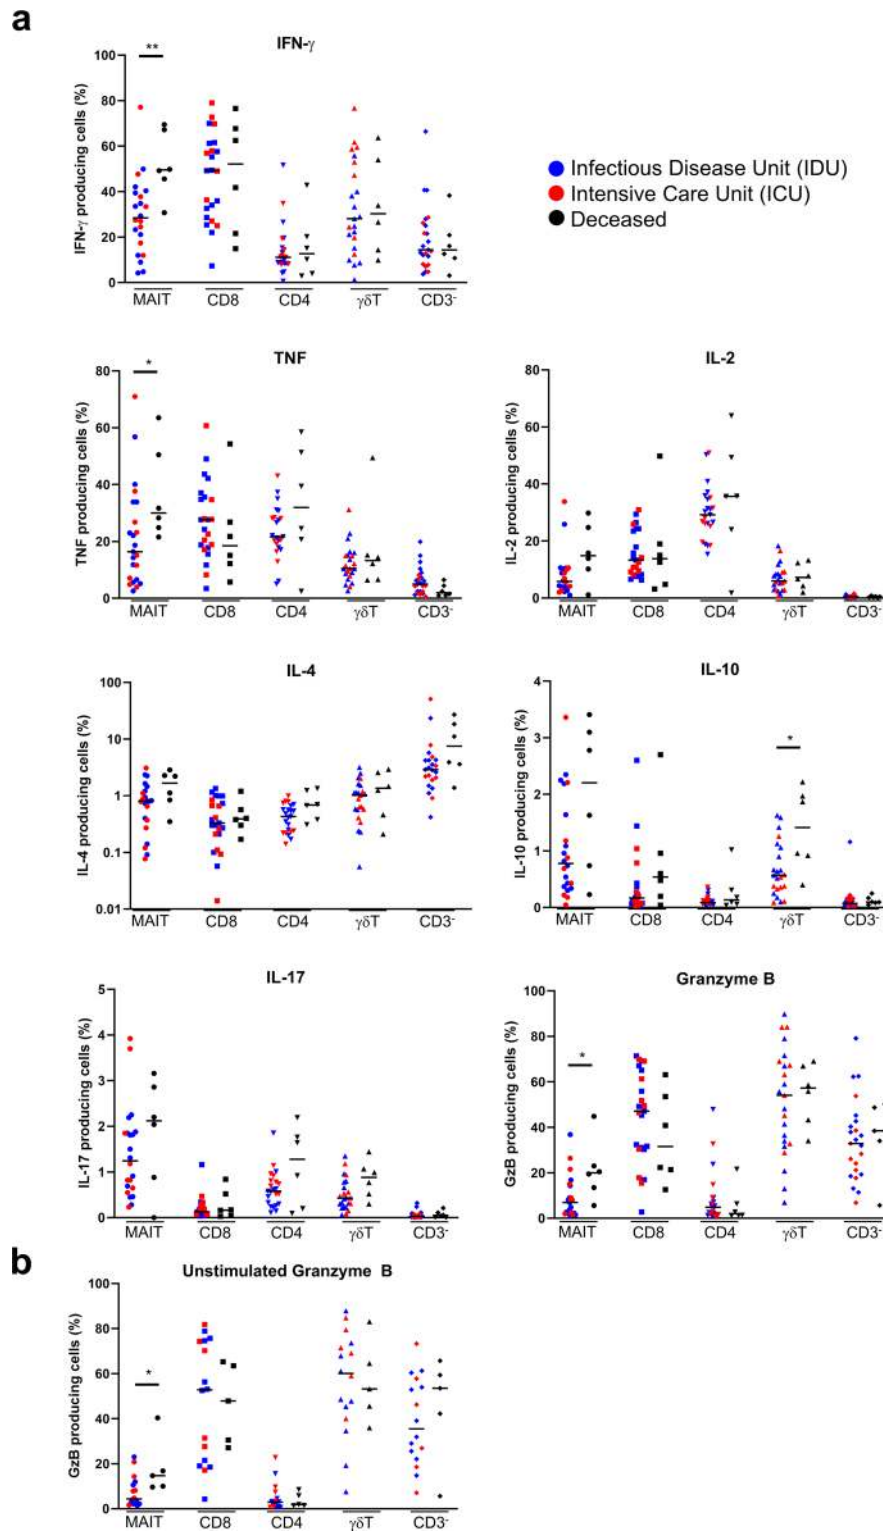 a
IFN-γ
**
IFN-γ producing cells (%)
100
80
60
40
20
0
MAIT CD8 CD4 γδT CD3-
Infectious Disease Unit (IDU)
Intensive Care Unit (ICU)
Deceased
TNF
*
TNF producing cells (%)
80
60
40
20
0
MAIT CD8 CD4 γδT CD3-
IL-2
IL-2 producing cells (%)
80
60
40
20
0
MAIT CD8 CD4 γδT CD3-
IL-4
IL-4 producing cells (%)
100
10
1
0.1
0.01
MAIT CD8 CD4 γδT CD3-
IL-10
*
IL-10 producing cells (%)
4
3
2
1
0
MAIT CD8 CD4 γδT CD3-
IL-17
IL-17 producing cells (%)
5
4
3
2
1
0
MAIT CD8 CD4 γδT CD3-
Granzyme B
*
GzB producing cells (%)
100
80
60
40
20
0
MAIT CD8 CD4 γδT CD3-
b
Unstimulated Granzyme B
*
GzB producing cells (%)
100
80
60
40
20
0
MAIT CD8 CD4 γδT CD3-